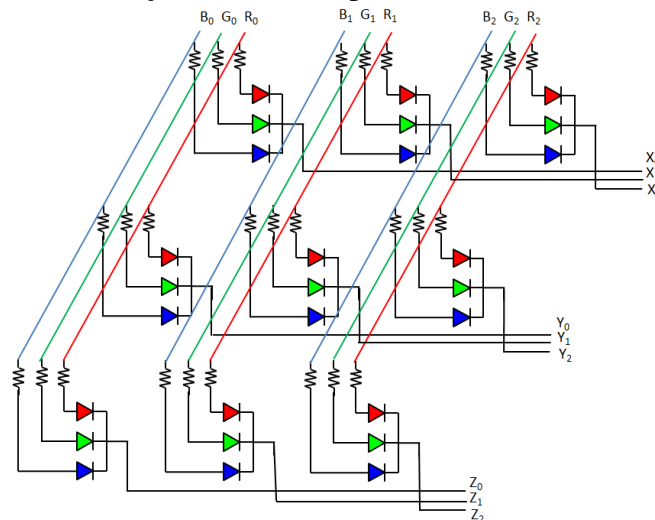 B₀ G₀ R₀ B₁ G₁ R₁ B₂ G₂ R₂
X
X
X
Y₀
Y₁
Y₂
Z₀
Z₁
Z₂